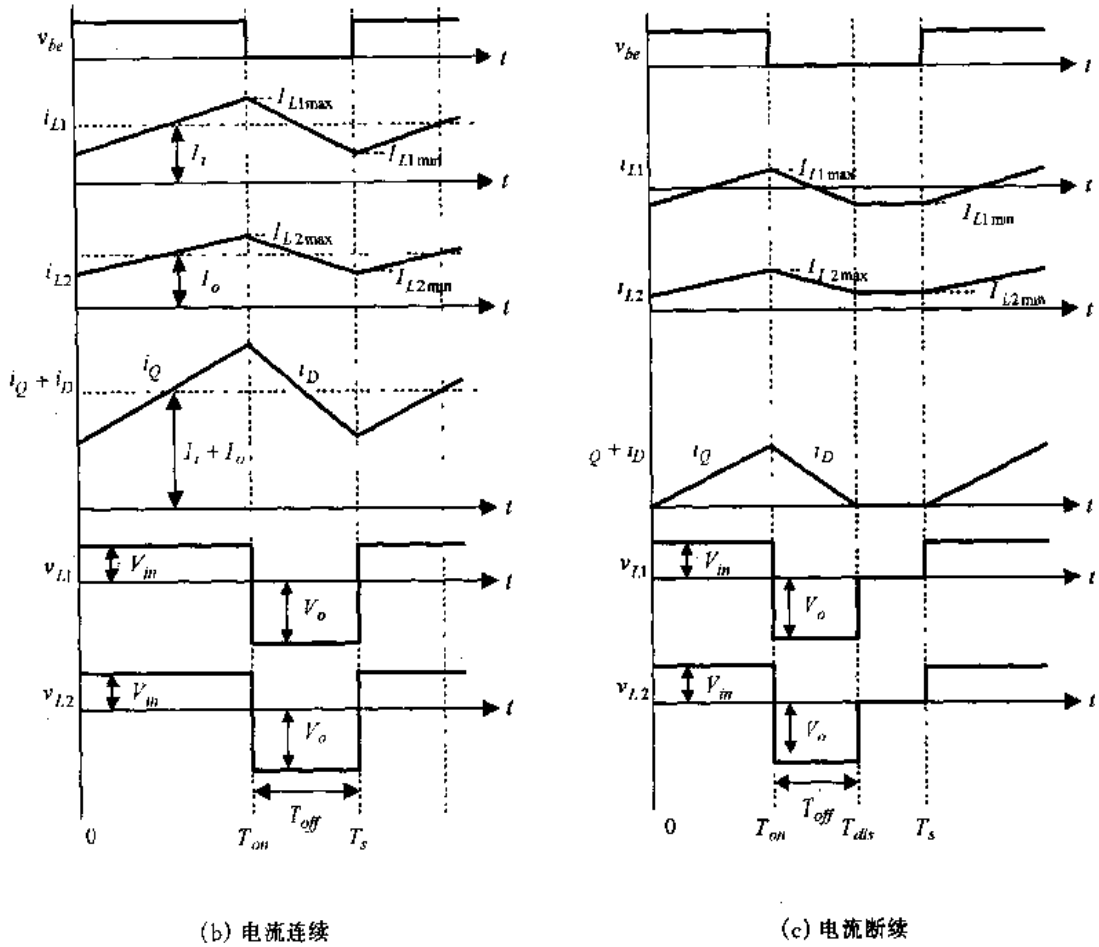 v_be
t
i_L1
I_L1max
I_i
I_L1min
t
i_L2
I_L2max
I_o
I_L2min
t
i_Q + i_D
i_Q
i_D
I_i + I_o
t
v_L1
V_in
V_o
t
v_L2
V_in
V_o
t
T_off
0
T_on
T_s
(b) 电流连续
v_be
t
i_L1
I_L1max
I_L1min
t
i_L2
I_L2max
I_L2min
t
Q + i_D
i_Q
i_D
t
v_L1
V_in
V_o
t
v_L2
V_in
V_o
t
T_off
0
T_on
T_dis
T_s
(c) 电流断续